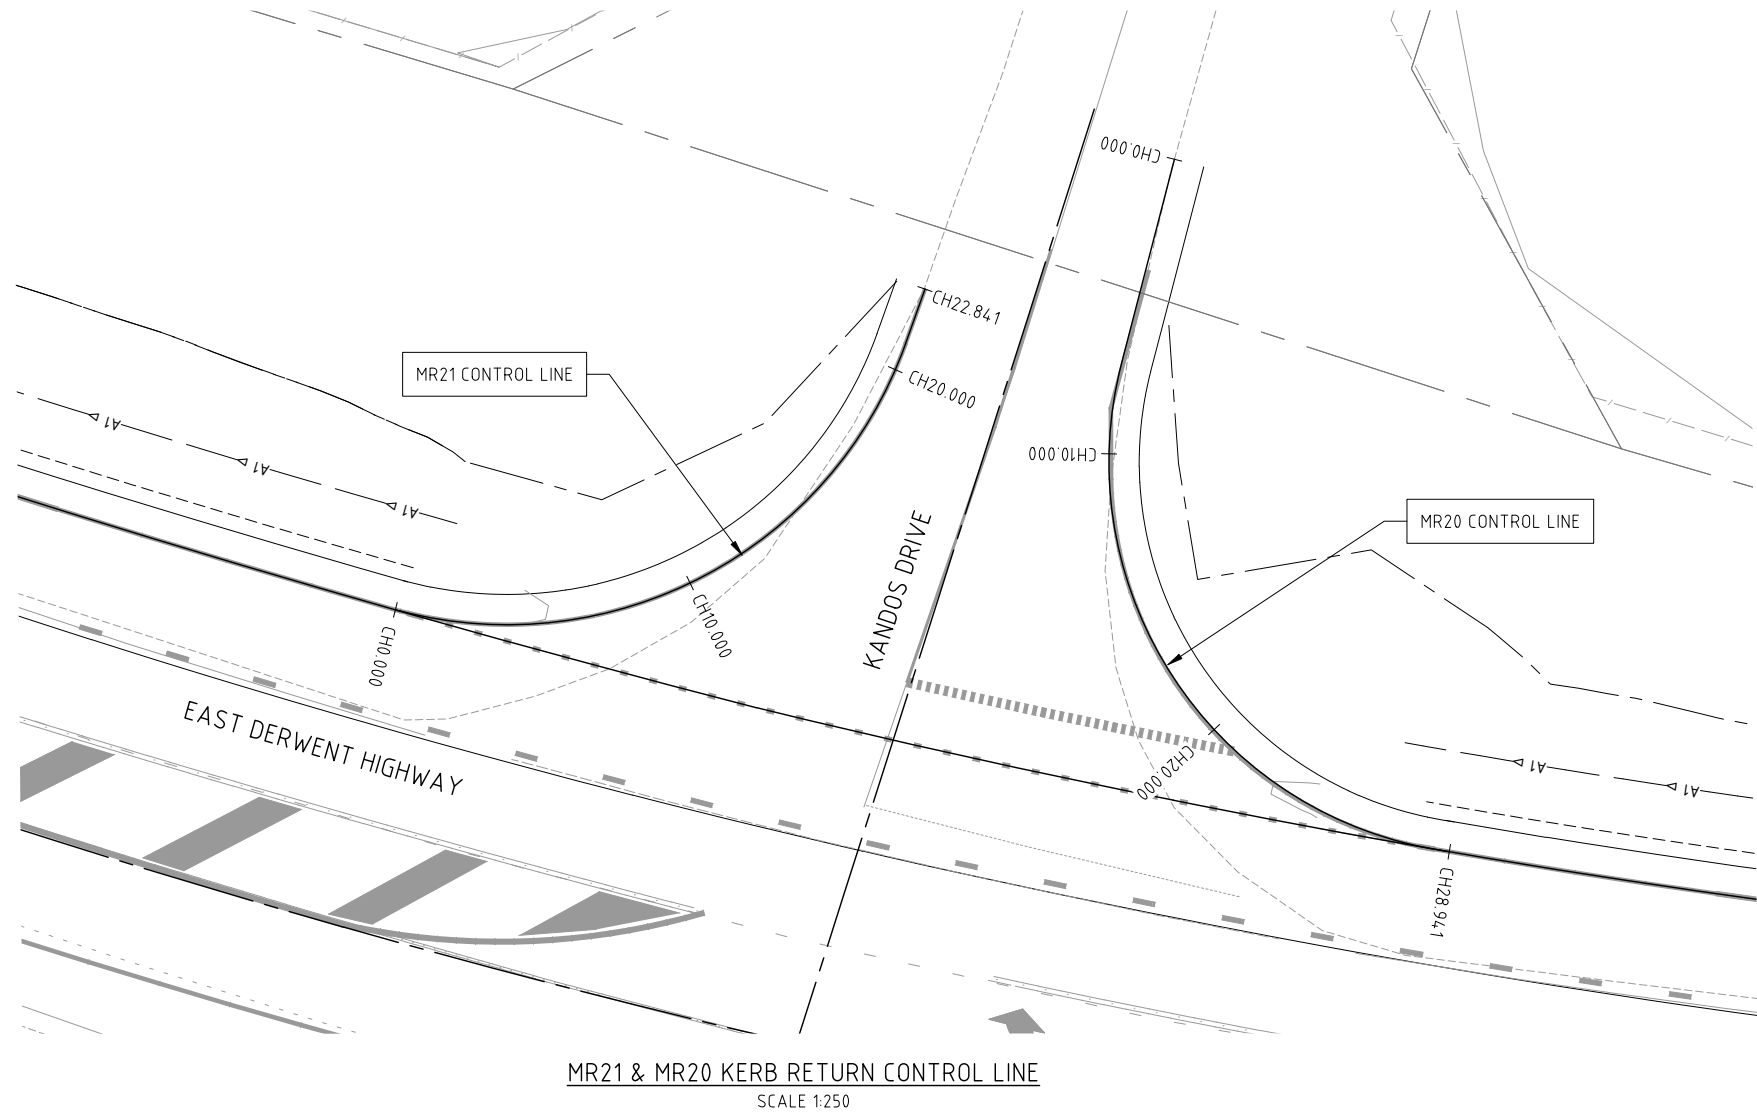 CH0.000
CH22.841
MR21 CONTROL LINE
CH20.000
A1
A1
A1
CH10.000
MR20 CONTROL LINE
KANDOS DRIVE
CH10.000
CH0.000
EAST DERWENT HIGHWAY
CH20.000
A1
A1
CH28.941
MR21 & MR20 KERB RETURN CONTROL LINE
SCALE 1:250